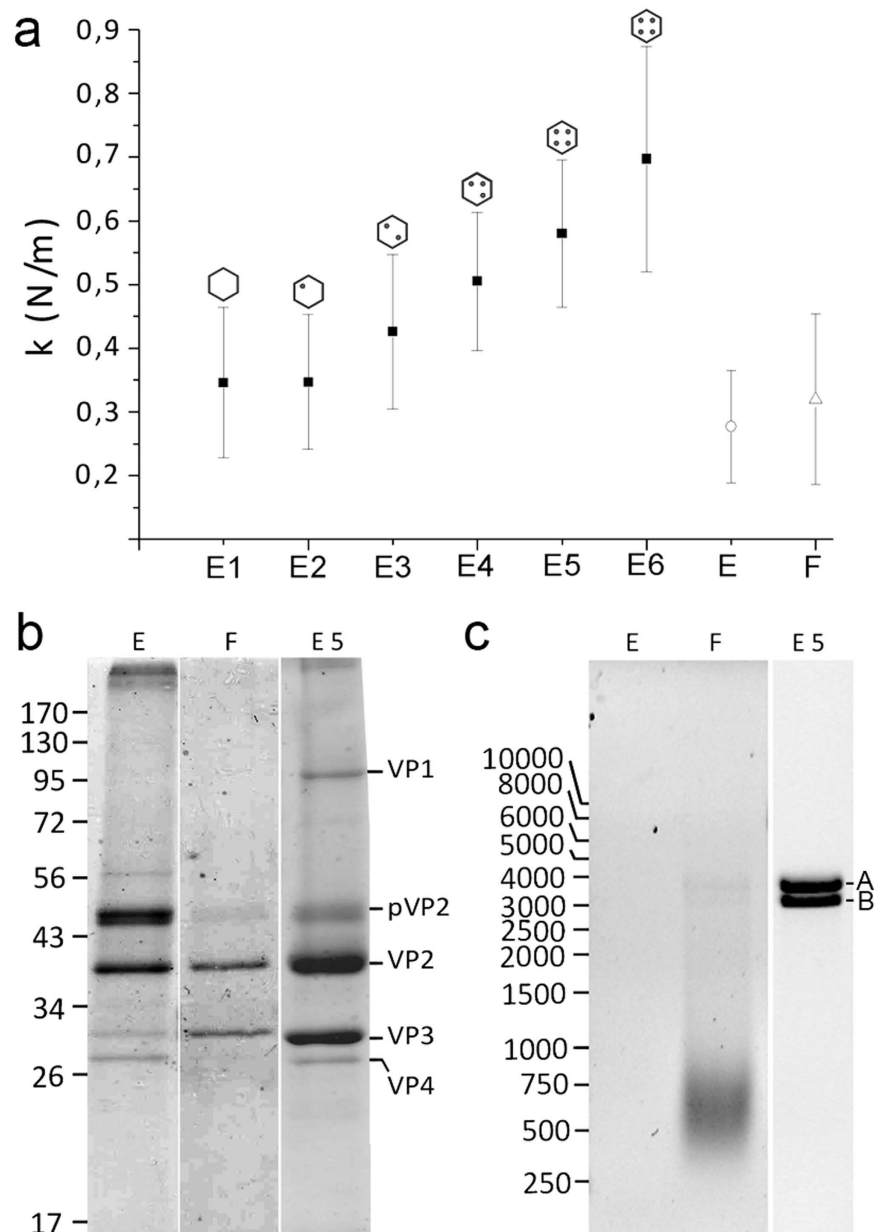 a
0,9
0,8
0,7
0,6
0,5
0,4
0,3
0,2
k (N/m)
E1 E2 E3 E4 E5 E6 E F
b
E F E 5
170
130
95
72
56
43
34
26
17
VP1
pVP2
VP2
VP3
VP4
c
E F E 5
10000
8000
6000
5000
4000
3000
2500
2000
1500
1000
750
500
250
A
B